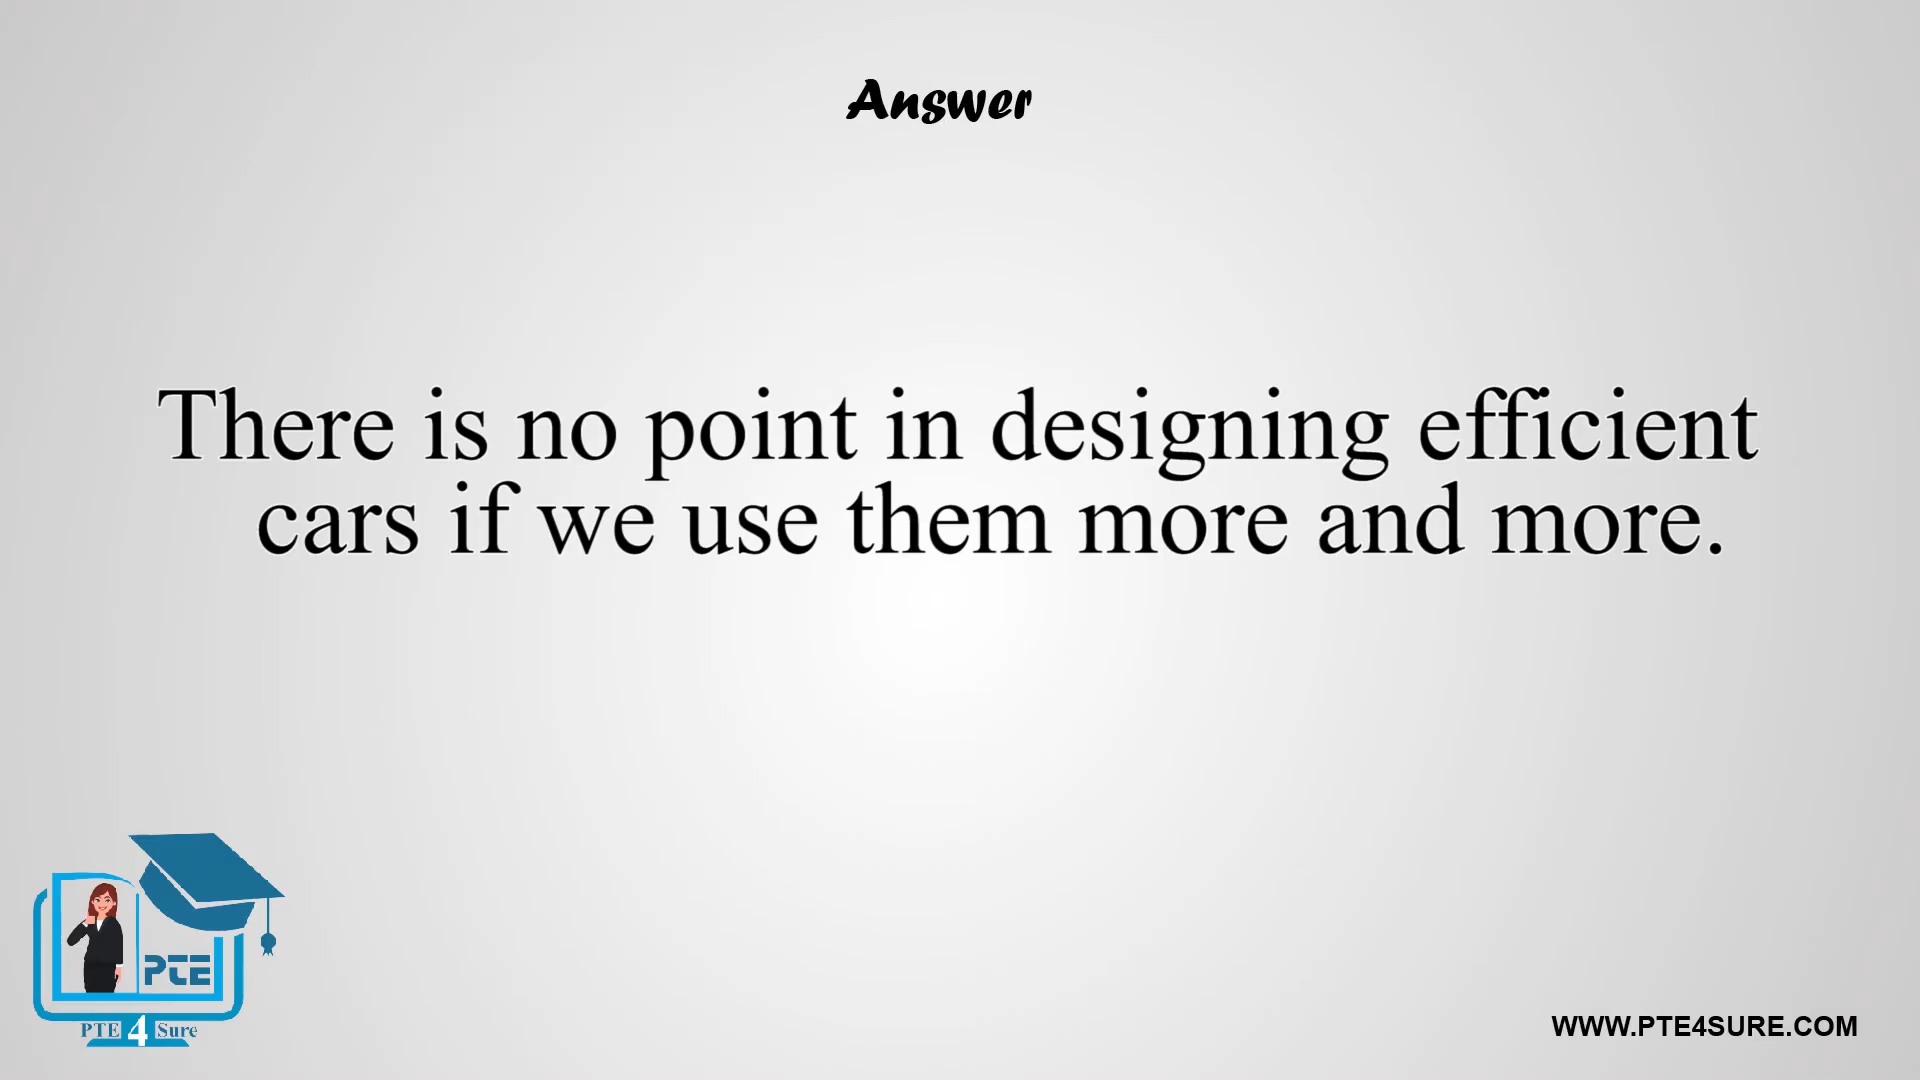 Answer
There is no point in designing efficient
cars if we use them more and more.
PTE
PTE 4 Sure
WWW.PTE4SURE.COM